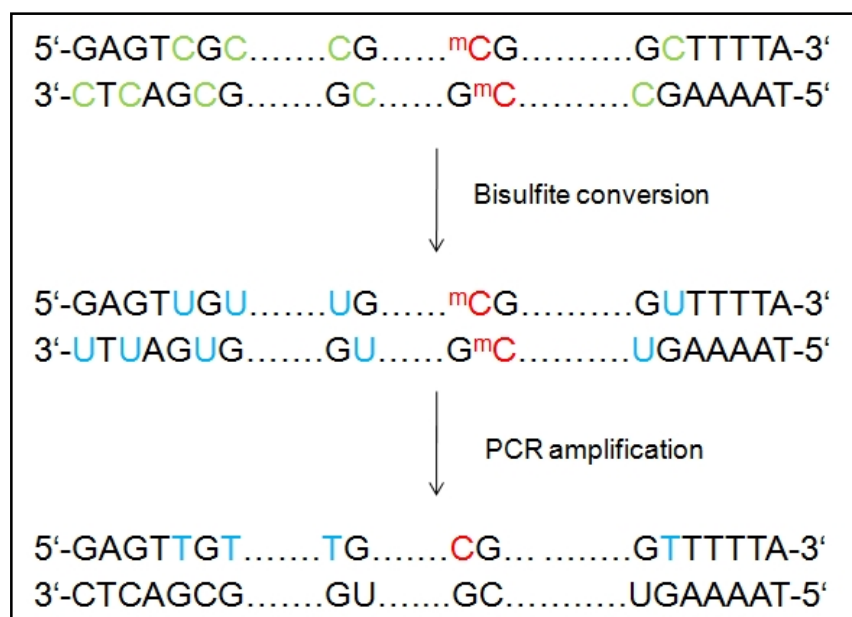 5‘-GAGTCGC.......CG......ᵐCG..........GCTTTTA-3‘
3‘-CTCAGCG.......GC......GᵐC..........CGAAAAT-5‘
Bisulfite conversion
5‘-GAGTUGU.......UG......ᵐCG..........GUTTTTA-3‘
3‘-UTUAGUG.......GU......GᵐC..........UGAAAAT-5‘
PCR amplification
5‘-GAGTTGT.......TG.......CG... .......GTTTTTA-3‘
3‘-CTCAGCG.......GU.......GC...........UGAAAAT-5‘